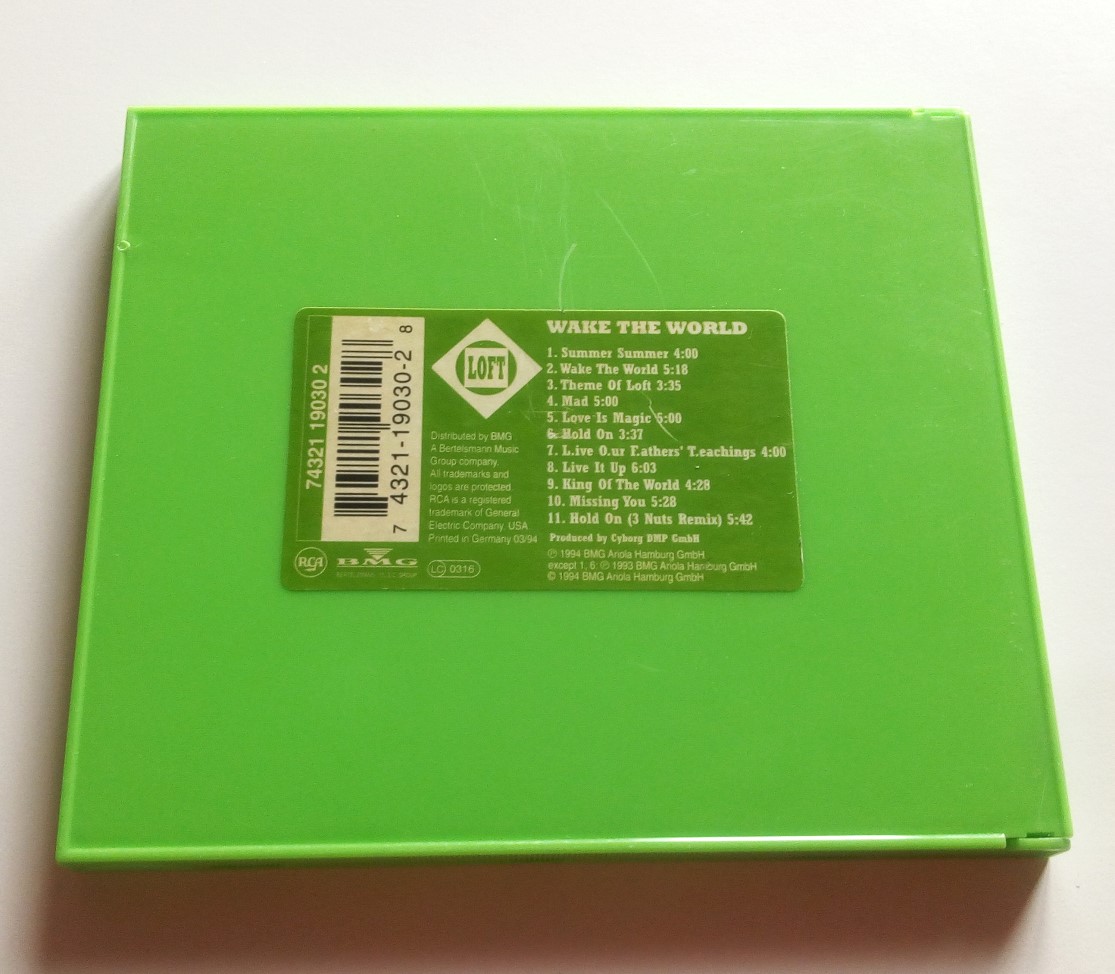 74321 19030 2
7 4321-19030-2 8
LOFT
Distributed by BMG
A Bertelsmann Music
Group company.
All trademarks and
logos are protected.
RCA is a registered
trademark of General
Electric Company, USA
Printed in Germany 03/94
RCA
BMG
BERTELSMANN MUSIC GROUP
LC 0316
WAKE THE WORLD
1. Summer Summer 4:00
2. Wake The World 5:18
3. Theme Of Loft 3:35
4. Mad 5:00
5. Love Is Magic 5:00
6. Hold On 3:37
7. L.ive O.ur F.athers' T.eachings 4:00
8. Live It Up 6:03
9. King Of The World 4:28
10. Missing You 5:28
11. Hold On (3 Nuts Remix) 5:42
Produced by Cyborg DMP GmbH
℗ 1994 BMG Ariola Hamburg GmbH
except 1, 6: ℗ 1993 BMG Ariola Hamburg GmbH
© 1994 BMG Ariola Hamburg GmbH